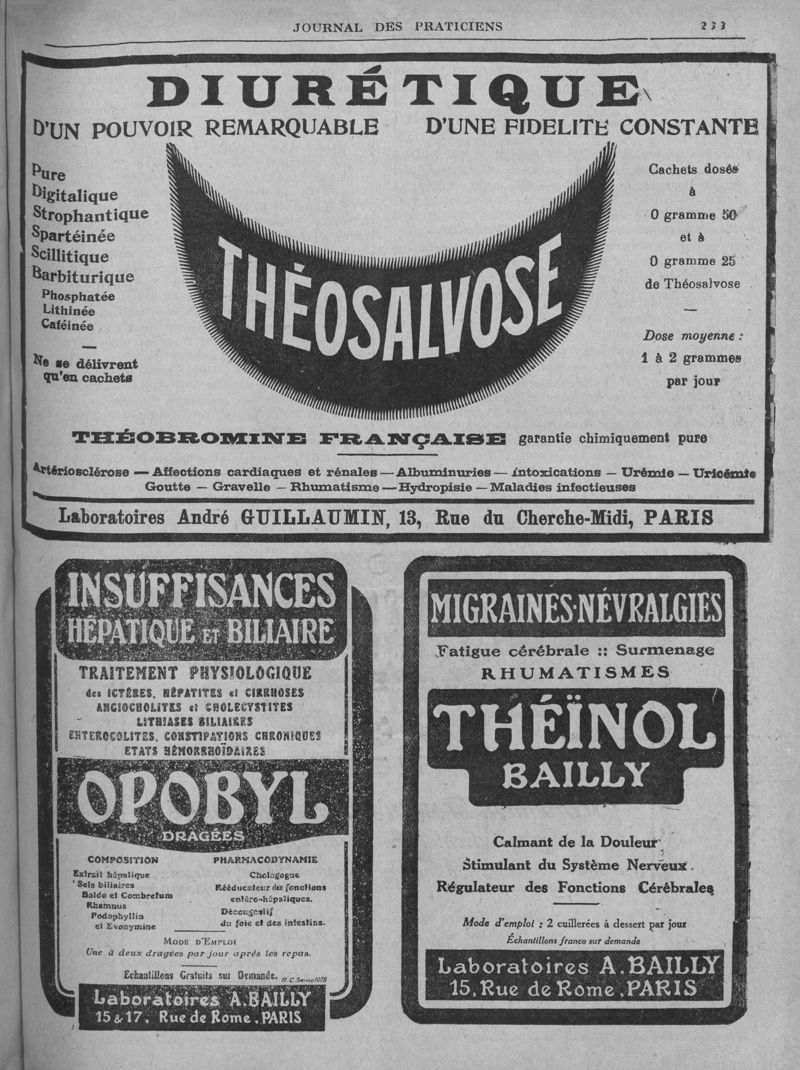 JOURNAL DES PRATICIENS 233
DIURÉTIQUE
D'UN POUVOIR REMARQUABLE D'UNE FIDELITÉ CONSTANTE
Pure
Digitalique
Strophantique
Spartéinée
Scillitique
Barbiturique
Phosphatée
Lithinée
Caféinée
Ne se délivrent
qu'en cachets
THÉOSALVOSE
Cachets dosés
à
0 gramme 50
et à
0 gramme 25
de Théosalvose
Dose moyenne :
1 à 2 grammes
par jour
THÉOBROMINE FRANÇAISE garantie chimiquement pure
Artériosclérose — Affections cardiaques et rénales — Albuminuries — Intoxications — Urémie — Uricémie
Goutte — Gravelle — Rhumatisme — Hydropisie — Maladies infectieuses
Laboratoires André GUILLAUMIN, 13, Rue du Cherche-Midi, PARIS
INSUFFISANCES
HÉPATIQUE ET BILIAIRE
TRAITEMENT PHYSIOLOGIQUE
des ICTÈRES, HÉPATITES et CIRRHOSES
ANGIOCHOLITES et CHOLECYSTITES
LITHIASES BILIAIRES
ENTEROCOLITES, CONSTIPATIONS CHRONIQUES
ETATS HÉMORRHOÏDAIRES
OPOBYL
DRAGÉES
COMPOSITION
Extrait hépatique
Sels biliaires
Boldo et Combretum
Rhamnus
Podophyllin
et Evonymine
PHARMACODYNAMIE
Cholagogue
Rééducateur des fonctions
entéro-hépatiques.
Décongestif
du foie et des intestins.
MODE D'EMPLOI
Une à deux dragées par jour après les repas.
Echantillons Gratuits sur Demande.
R.C. Seine 1079
Laboratoires A. BAILLY
15 & 17, Rue de Rome, PARIS
MIGRAINES-NÉVRALGIES
Fatigue cérébrale :: Surmenage
RHUMATISMES
THÉÏNOL
BAILLY
Calmant de la Douleur
Stimulant du Système Nerveux.
Régulateur des Fonctions Cérébrales
Mode d'emploi : 2 cuillerées à dessert par jour
Échantillons franco sur demande
Laboratoires A. BAILLY
15, Rue de Rome, PARIS